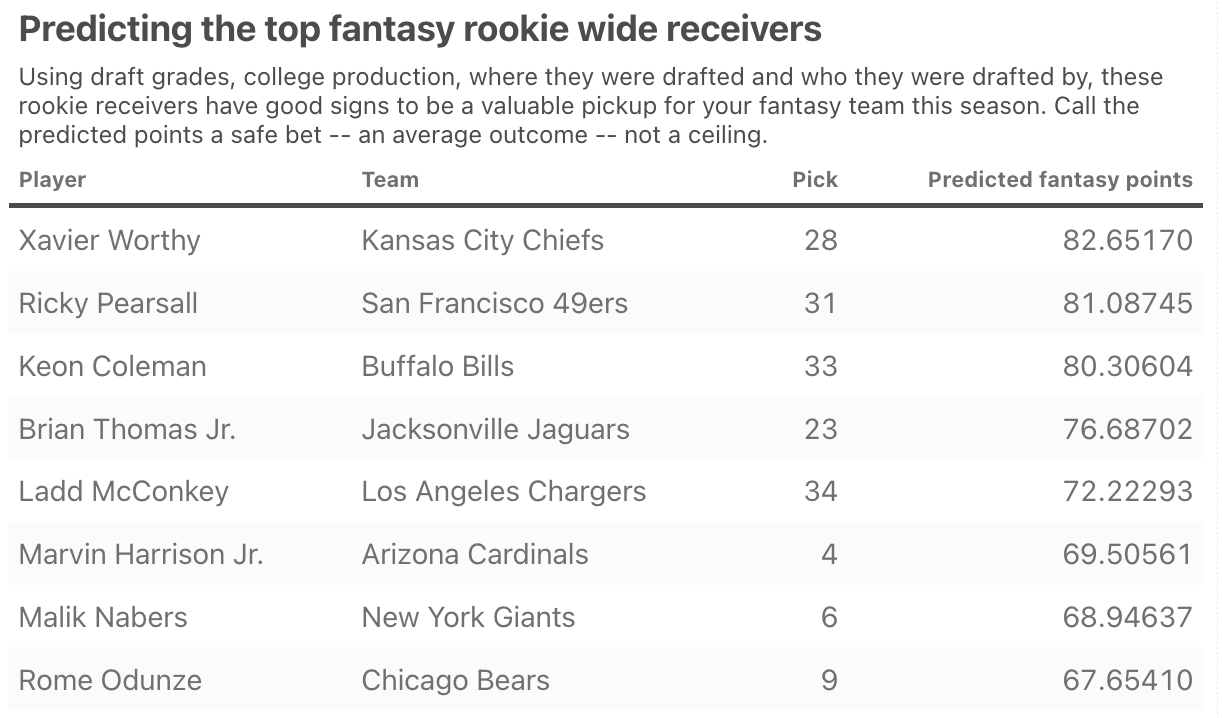 Predicting the top fantasy rookie wide receivers
Using draft grades, college production, where they were drafted and who they were drafted by, these
rookie receivers have good signs to be a valuable pickup for your fantasy team this season. Call the
predicted points a safe bet -- an average outcome -- not a ceiling.
Player Team Pick Predicted fantasy points
Xavier Worthy Kansas City Chiefs 28 82.65170
Ricky Pearsall San Francisco 49ers 31 81.08745
Keon Coleman Buffalo Bills 33 80.30604
Brian Thomas Jr. Jacksonville Jaguars 23 76.68702
Ladd McConkey Los Angeles Chargers 34 72.22293
Marvin Harrison Jr. Arizona Cardinals 4 69.50561
Malik Nabers New York Giants 6 68.94637
Rome Odunze Chicago Bears 9 67.65410